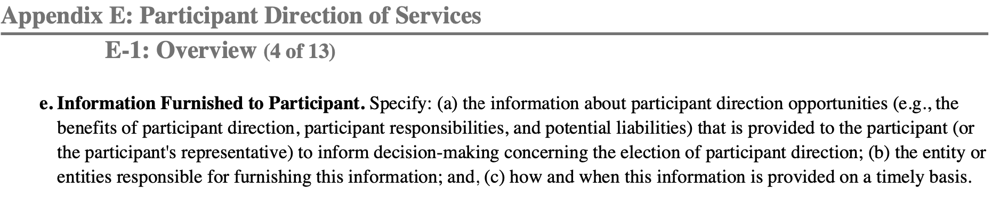 Appendix E: Participant Direction of Services
E-1: Overview (4 of 13)
e. Information Furnished to Participant. Specify: (a) the information about participant direction opportunities (e.g., the
benefits of participant direction, participant responsibilities, and potential liabilities) that is provided to the participant (or
the participant's representative) to inform decision-making concerning the election of participant direction; (b) the entity or
entities responsible for furnishing this information; and, (c) how and when this information is provided on a timely basis.